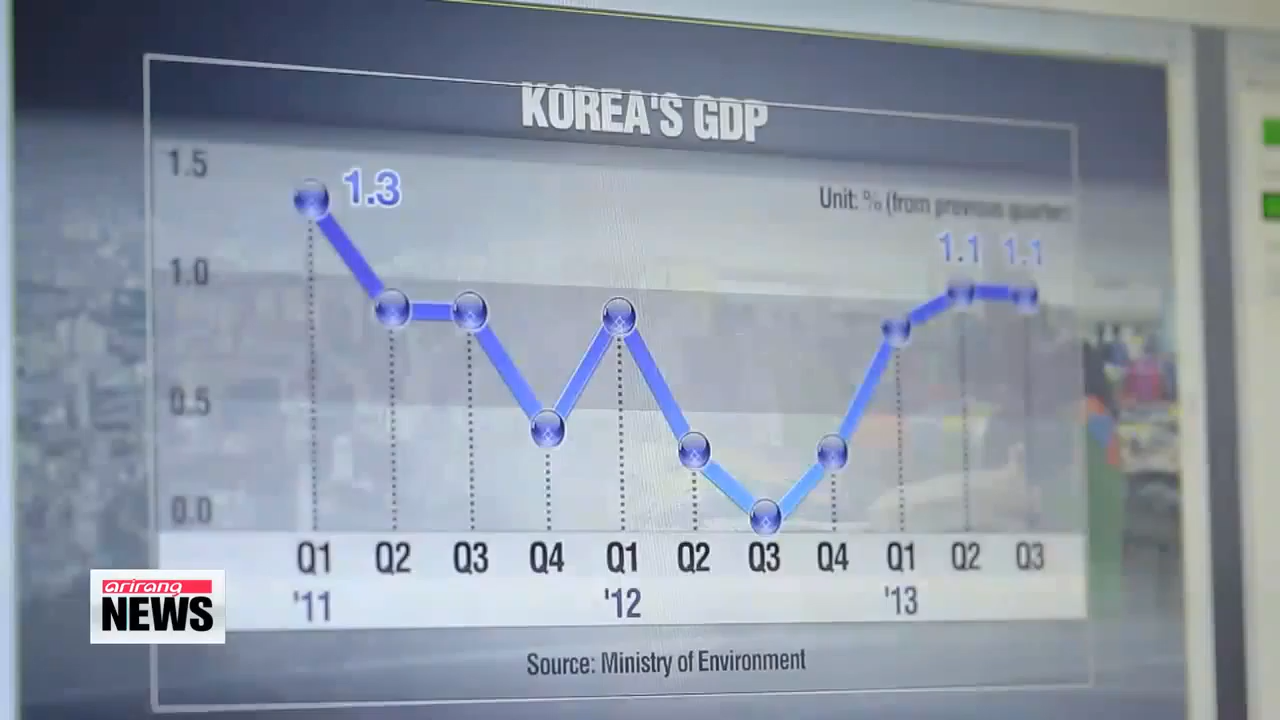 KOREA'S GDP
1.5
1.3
Unit: % (from previous quarter)
1.1 1.1
1.0
0.5
0.0
Q1 Q2 Q3 Q4 Q1 Q2 Q3 Q4 Q1 Q2 Q3
'11 '12 '13
arirang
NEWS
Source: Ministry of Environment